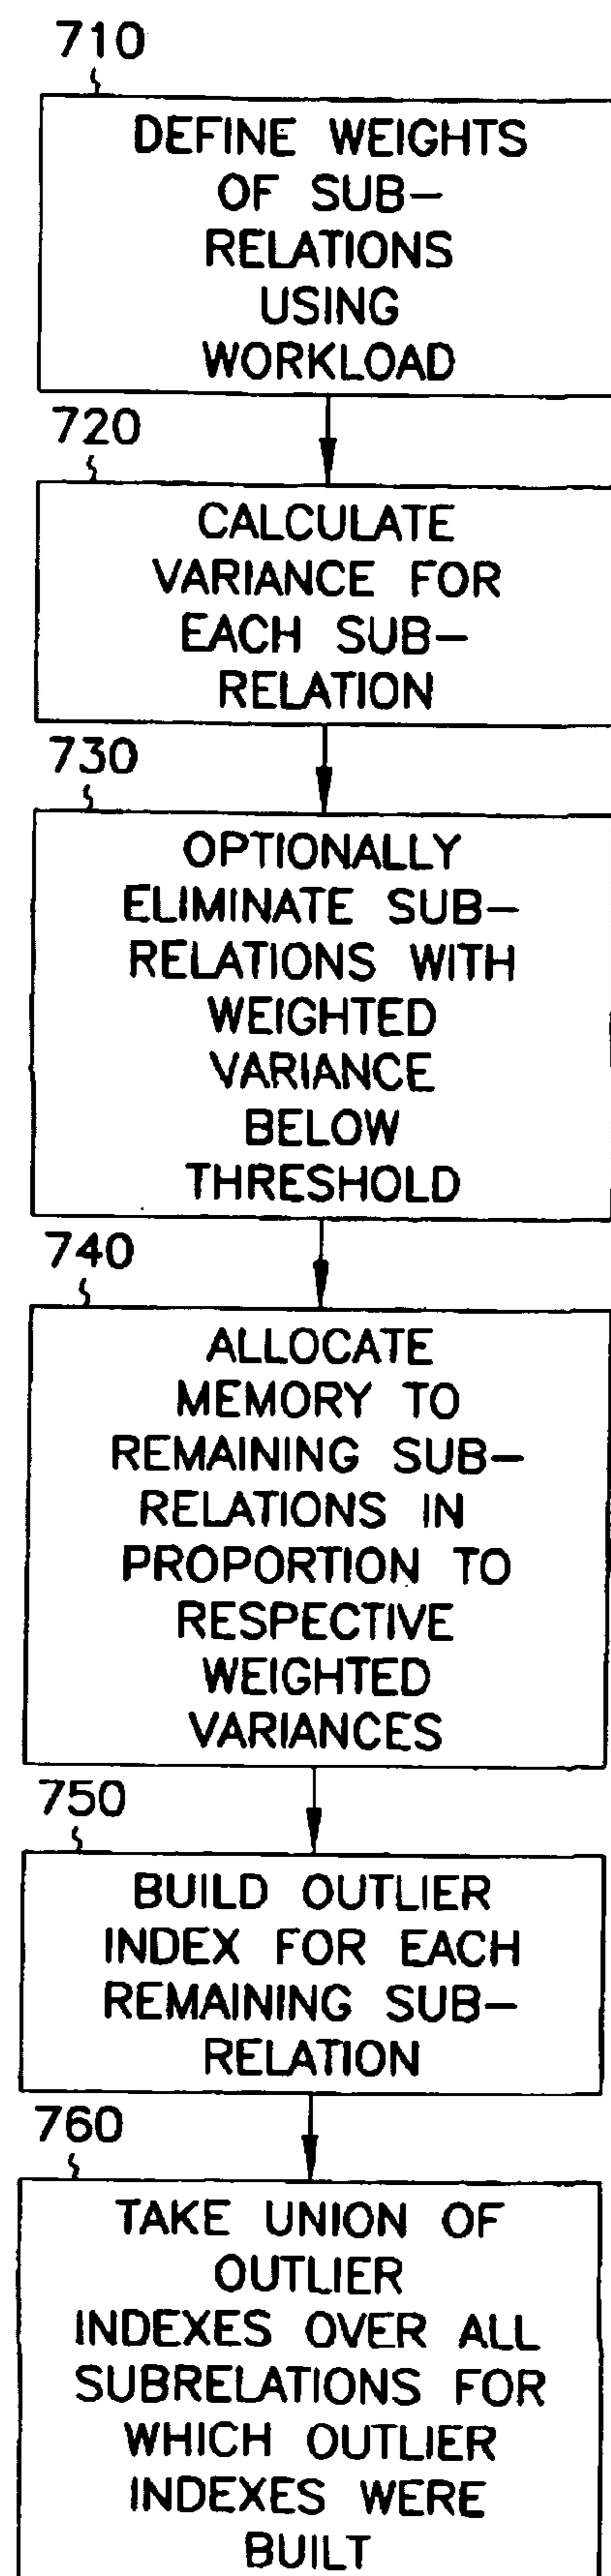 710
DEFINE WEIGHTS
OF SUB-
RELATIONS
USING
WORKLOAD
720
CALCULATE
VARIANCE FOR
EACH SUB-
RELATION
730
OPTIONALLY
ELIMINATE SUB-
RELATIONS WITH
WEIGHTED
VARIANCE
BELOW
THRESHOLD
740
ALLOCATE
MEMORY TO
REMAINING SUB-
RELATIONS IN
PROPORTION TO
RESPECTIVE
WEIGHTED
VARIANCES
750
BUILD OUTLIER
INDEX FOR EACH
REMAINING SUB-
RELATION
760
TAKE UNION OF
OUTLIER
INDEXES OVER ALL
SUBRELATIONS FOR
WHICH OUTLIER
INDEXES WERE
BUILT